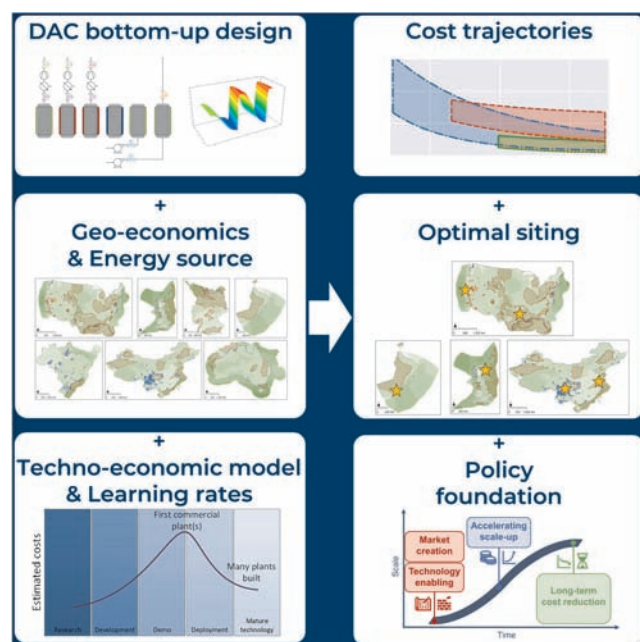 DAC bottom-up design
Cost trajectories
+
Geo-economics
& Energy source
+
Optimal siting
+
Techno-economic model
& Learning rates
First commercial
plant(s)
Many plants
built
Estimated costs
Research
Development
Demo
Deployment
Mature
technology
+
Policy
foundation
Accelerating
scale-up
Market
creation
Technology
enabling
Long-term
cost reduction
Scale
Time